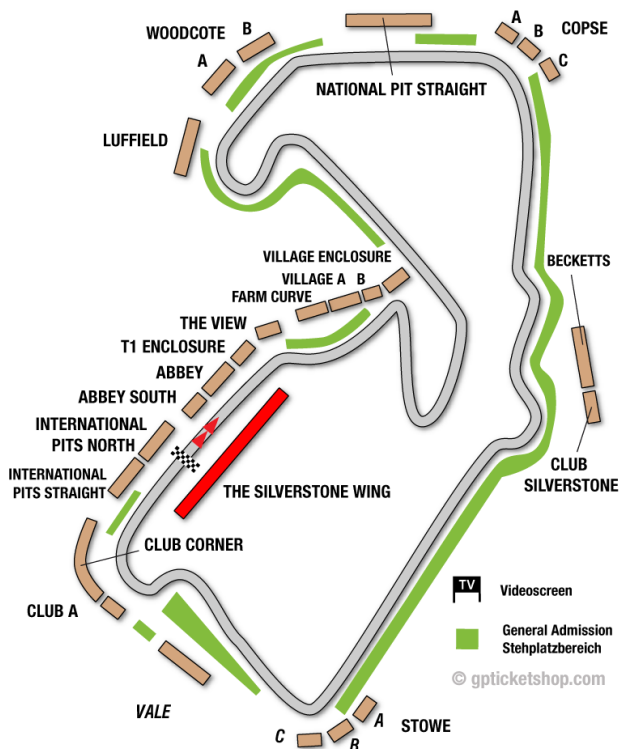 A
B
COPSE
C
WOODCOTE
B
A
NATIONAL PIT STRAIGHT
LUFFIELD
VILLAGE ENCLOSURE
VILLAGE A B
FARM CURVE
BECKETTS
THE VIEW
T1 ENCLOSURE
ABBEY
ABBEY SOUTH
INTERNATIONAL
PITS NORTH
INTERNATIONAL
PITS STRAIGHT
THE SILVERSTONE WING
CLUB
SILVERSTONE
CLUB CORNER
CLUB A
VALE
TV
Videoscreen
General Admission
Stehplatzbereich
© gpticketshop.com
A
STOWE
B
C